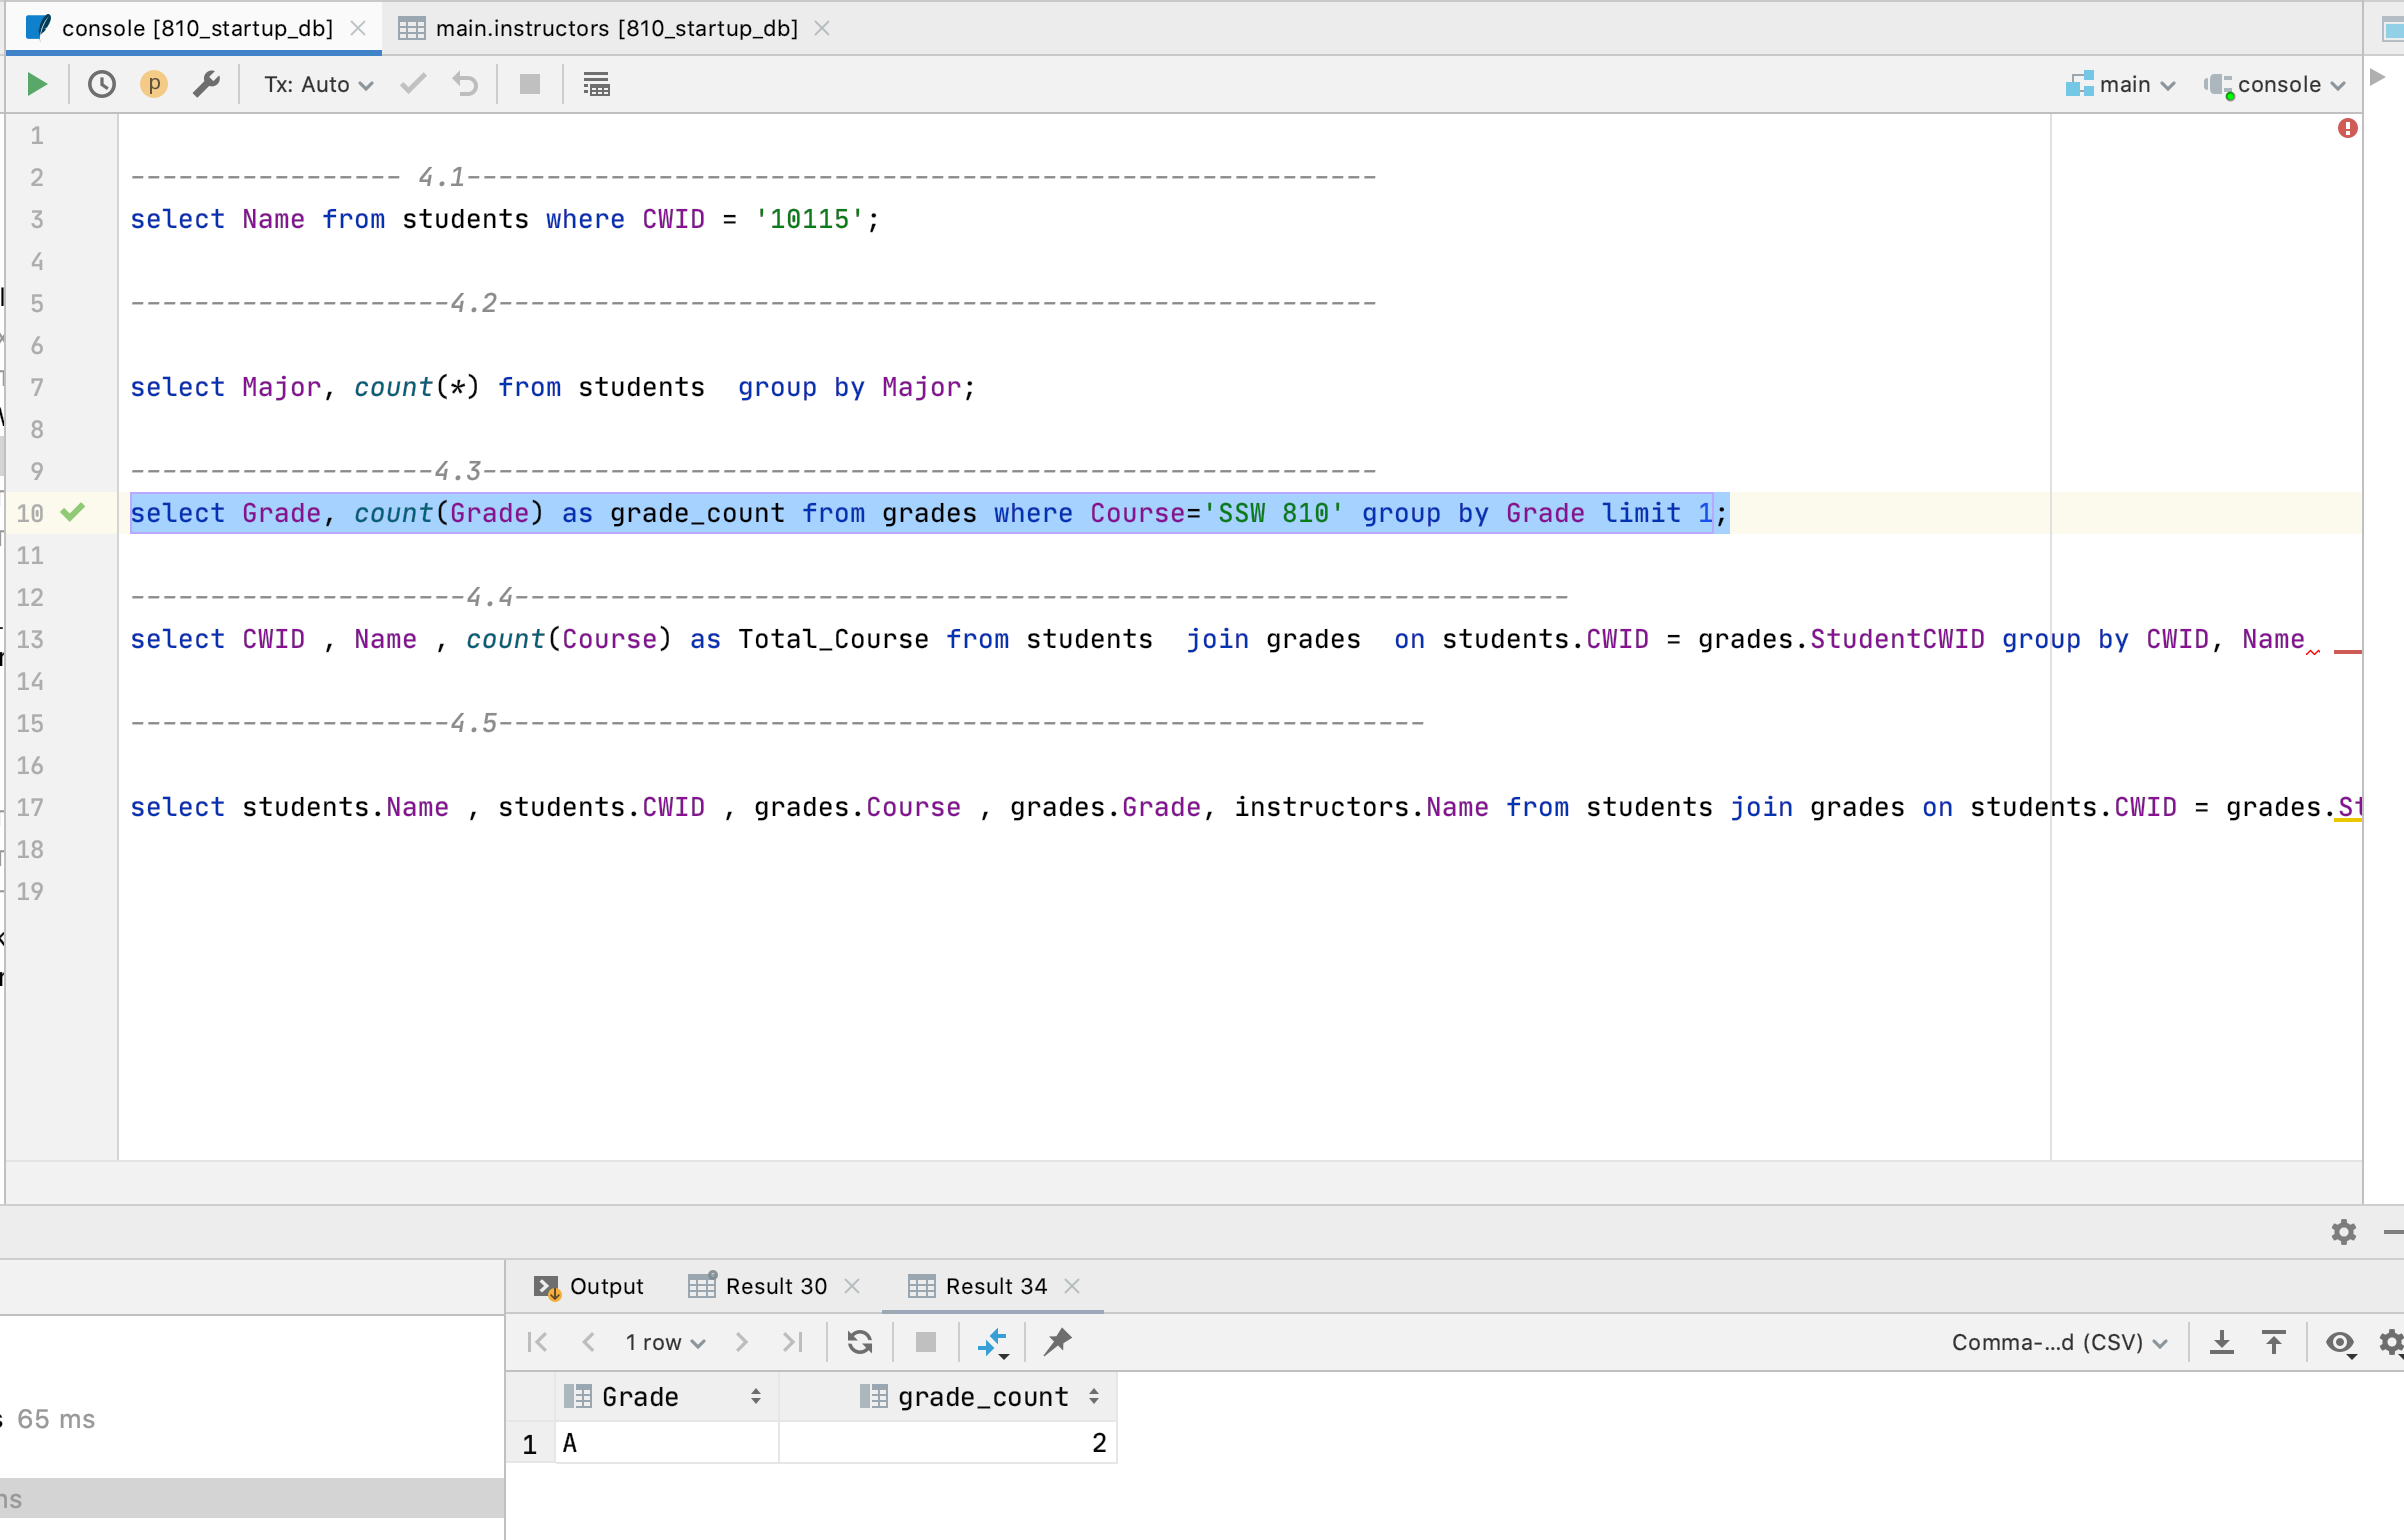 console [810_startup_db]
main.instructors [810_startup_db]
p
Tx: Auto
main
console
1
2 ----------------- 4.1----------------------------------------------------------
3 select Name from students where CWID = '10115';
4
5 --------------------4.2--------------------------------------------------------
6
7 select Major, count(*) from students  group by Major;
8
9 -------------------4.3---------------------------------------------------------
10 select Grade, count(Grade) as grade_count from grades where Course='SSW 810' group by Grade limit 1;
11
12 ---------------------4.4-------------------------------------------------------------------
13 select CWID , Name , count(Course) as Total_Course from students  join grades  on students.CWID = grades.StudentCWID group by CWID, Name
14
15 --------------------4.5-----------------------------------------------------------
16
17 select students.Name , students.CWID , grades.Course , grades.Grade, instructors.Name from students join grades on students.CWID = grades.St
18
19
Output
Result 30
Result 34
1 row
Comma-...d (CSV)
Grade
grade_count
65 ms
1 A 2